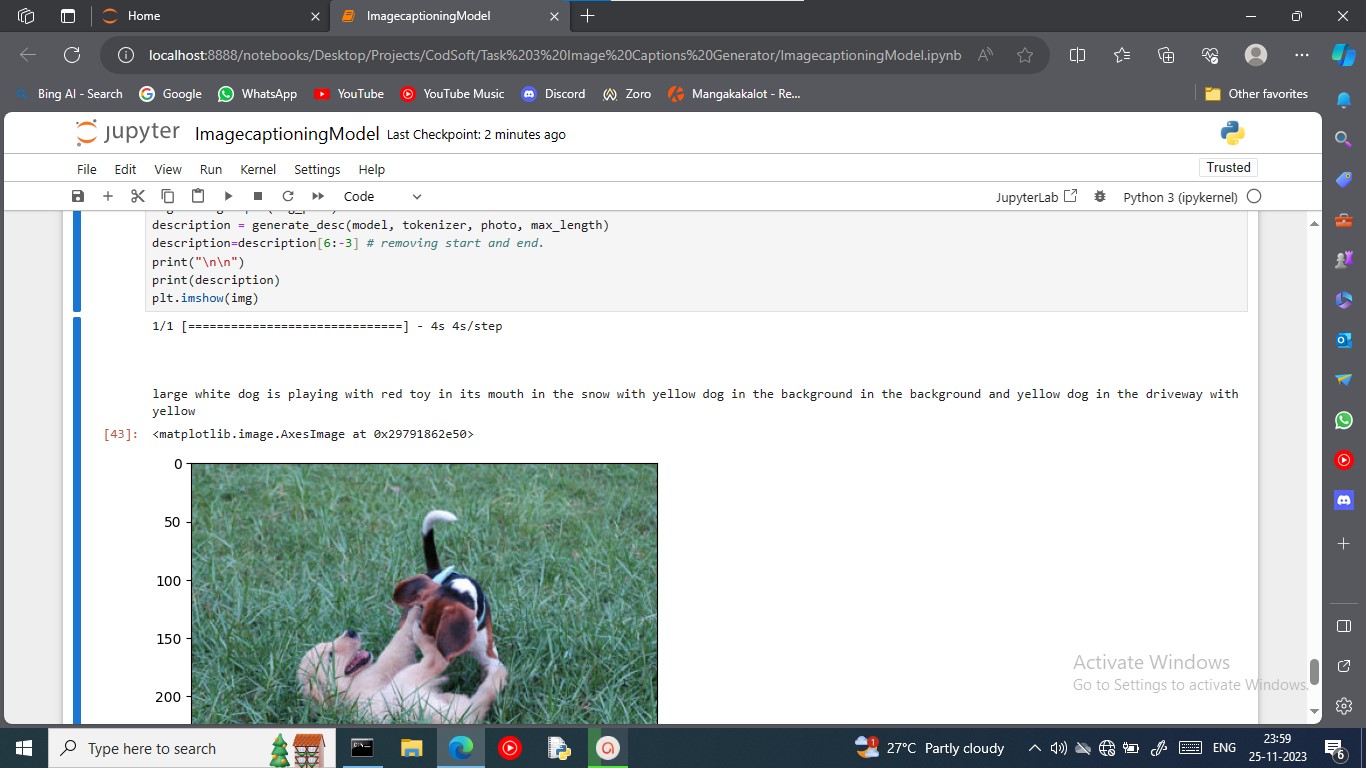 Home
ImagecaptioningModel
localhost:8888/notebooks/Desktop/Projects/CodSoft/Task%203%20Image%20Captions%20Generator/ImagecaptioningModel.ipynb
Bing AI - Search
Google
WhatsApp
YouTube
YouTube Music
Discord
Zoro
Mangakakalot - Re...
Other favorites
jupyter ImagecaptioningModel Last Checkpoint: 2 minutes ago
File Edit View Run Kernel Settings Help
Trusted
Code
JupyterLab
Python 3 (ipykernel)
description = generate_desc(model, tokenizer, photo, max_length)
description=description[6:-3] # removing start and end.
print("\n\n")
print(description)
plt.imshow(img)
1/1 [==============================] - 4s 4s/step
large white dog is playing with red toy in its mouth in the snow with yellow dog in the background in the background and yellow dog in the driveway with
yellow
[43]: <matplotlib.image.AxesImage at 0x29791862e50>
0
50
100
150
200
Activate Windows
Go to Settings to activate Windows.
Type here to search
1
27°C Partly cloudy
ENG
23:59
25-11-2023
6